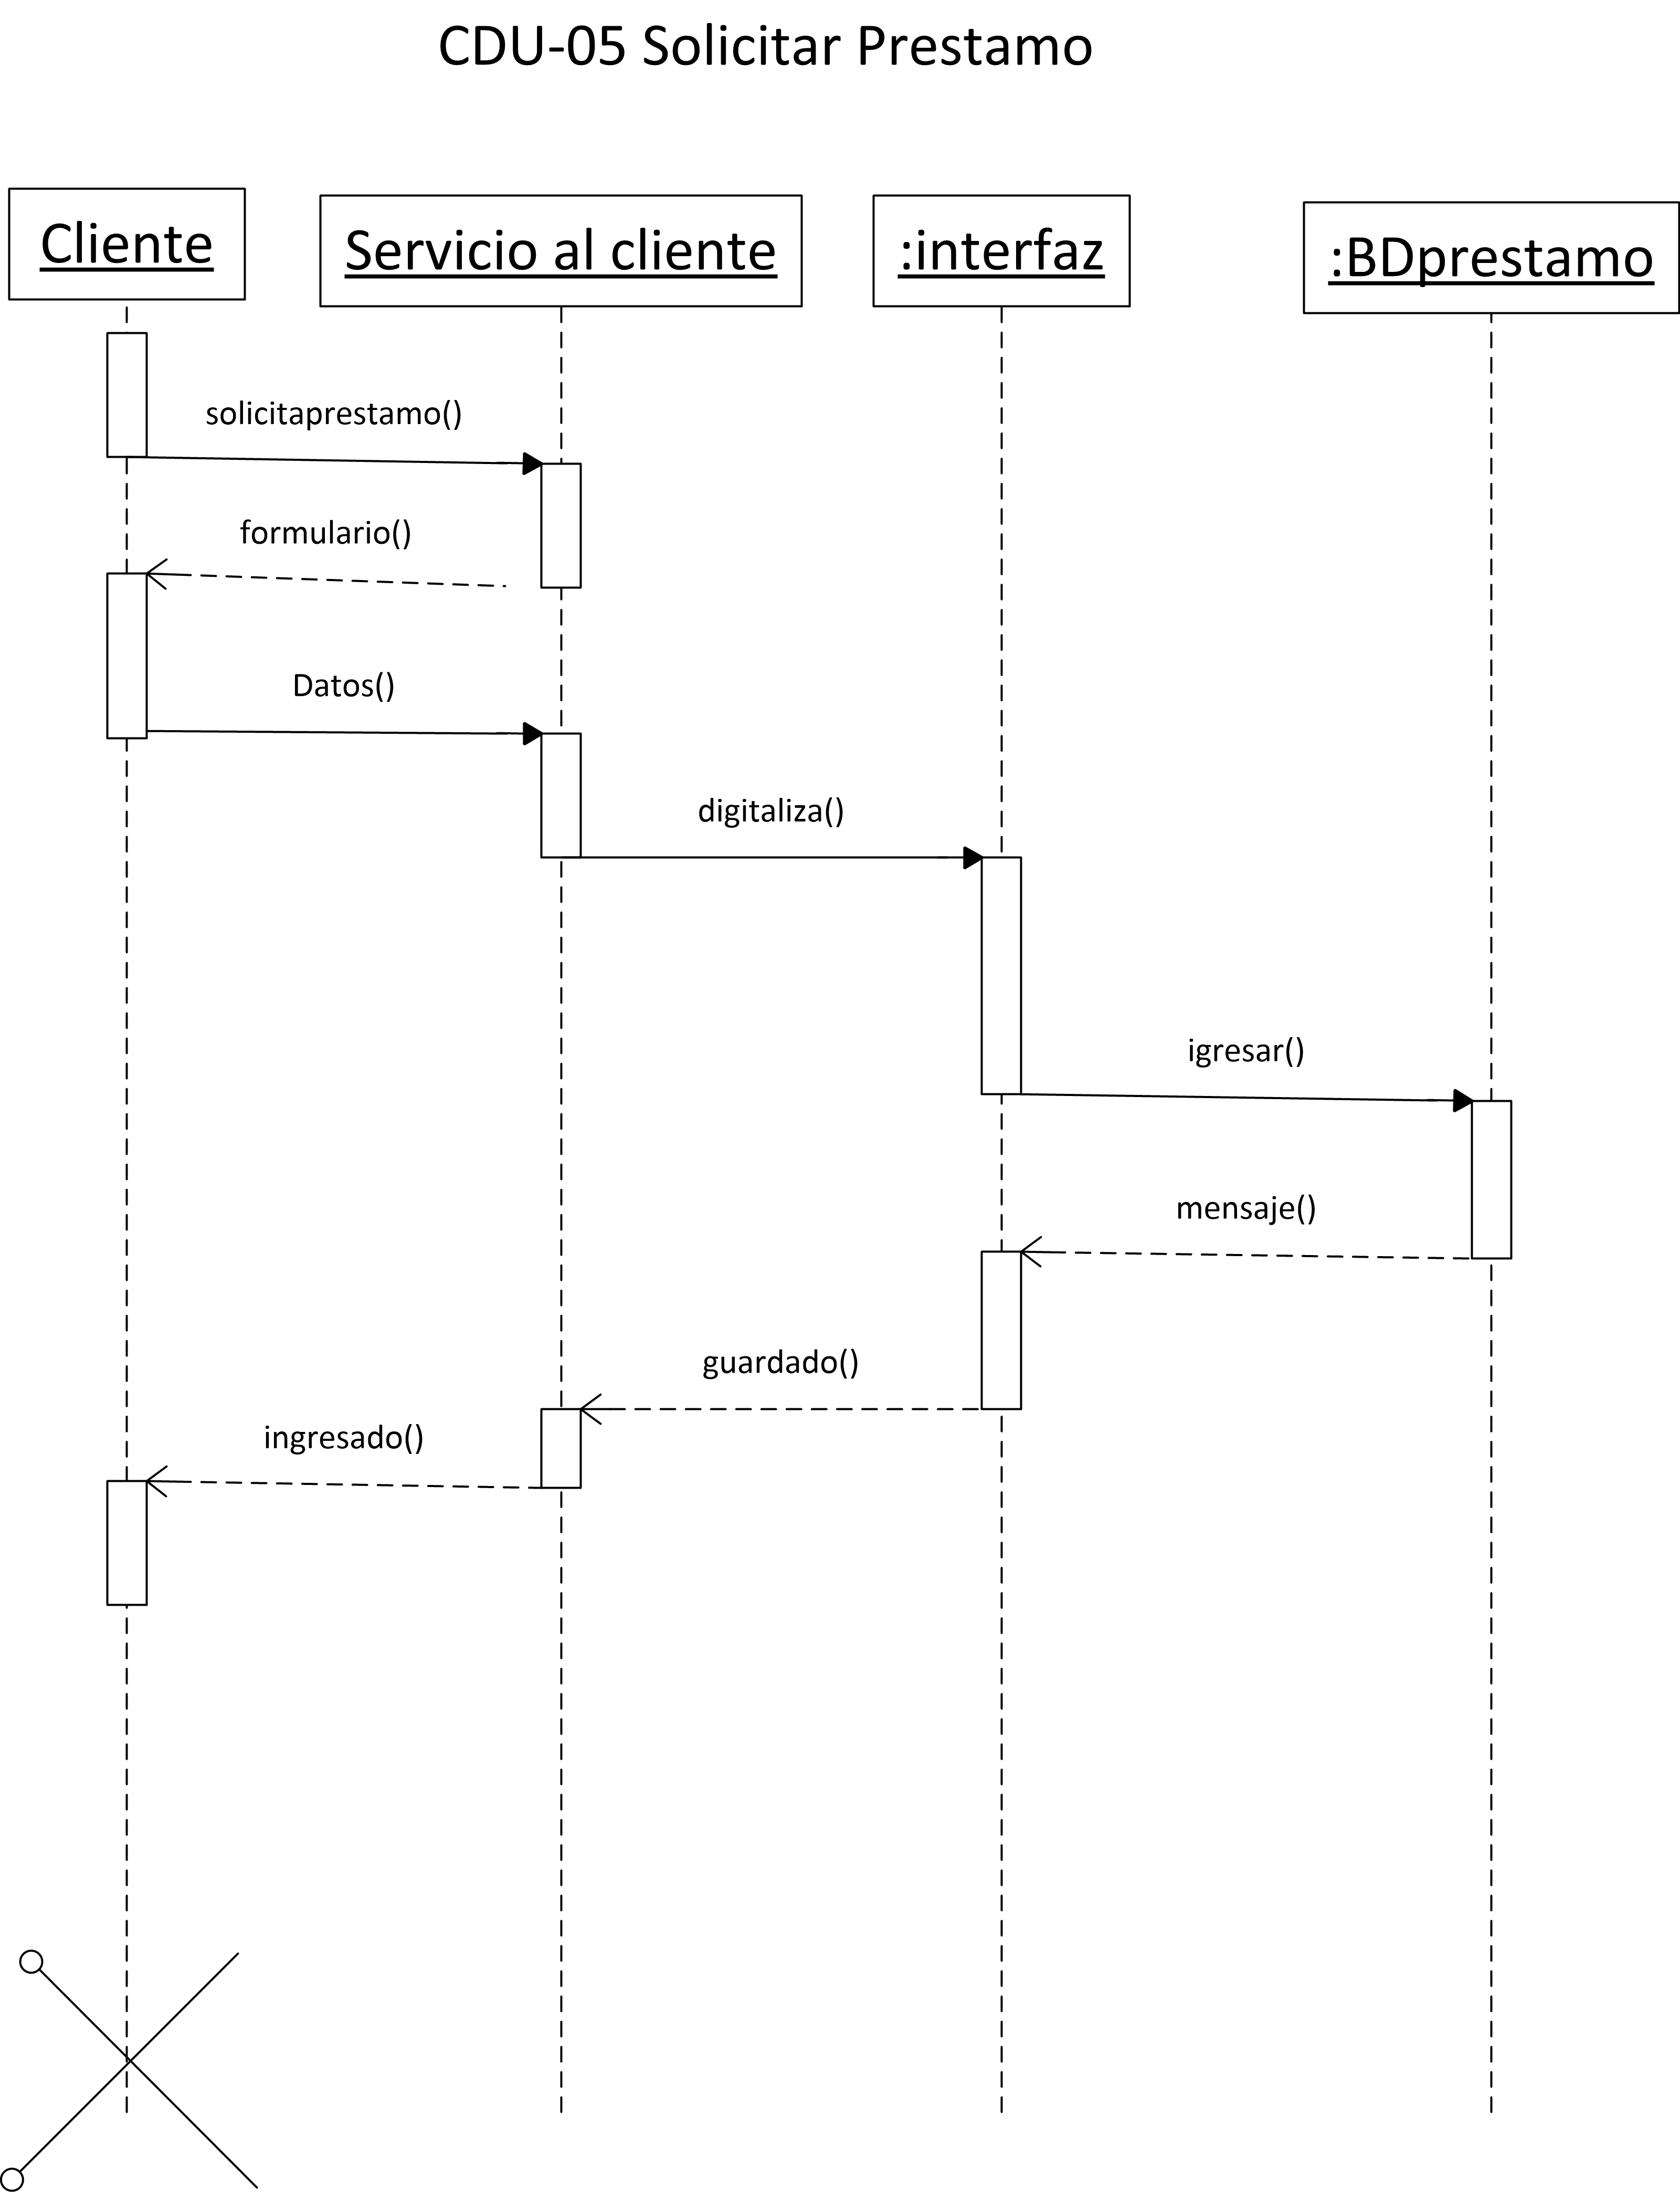 CDU-05 Solicitar Prestamo
Cliente
Servicio al cliente
:interfaz
:BDprestamo
solicitaprestamo()
formulario()
Datos()
digitaliza()
igresar()
mensaje()
guardado()
ingresado()